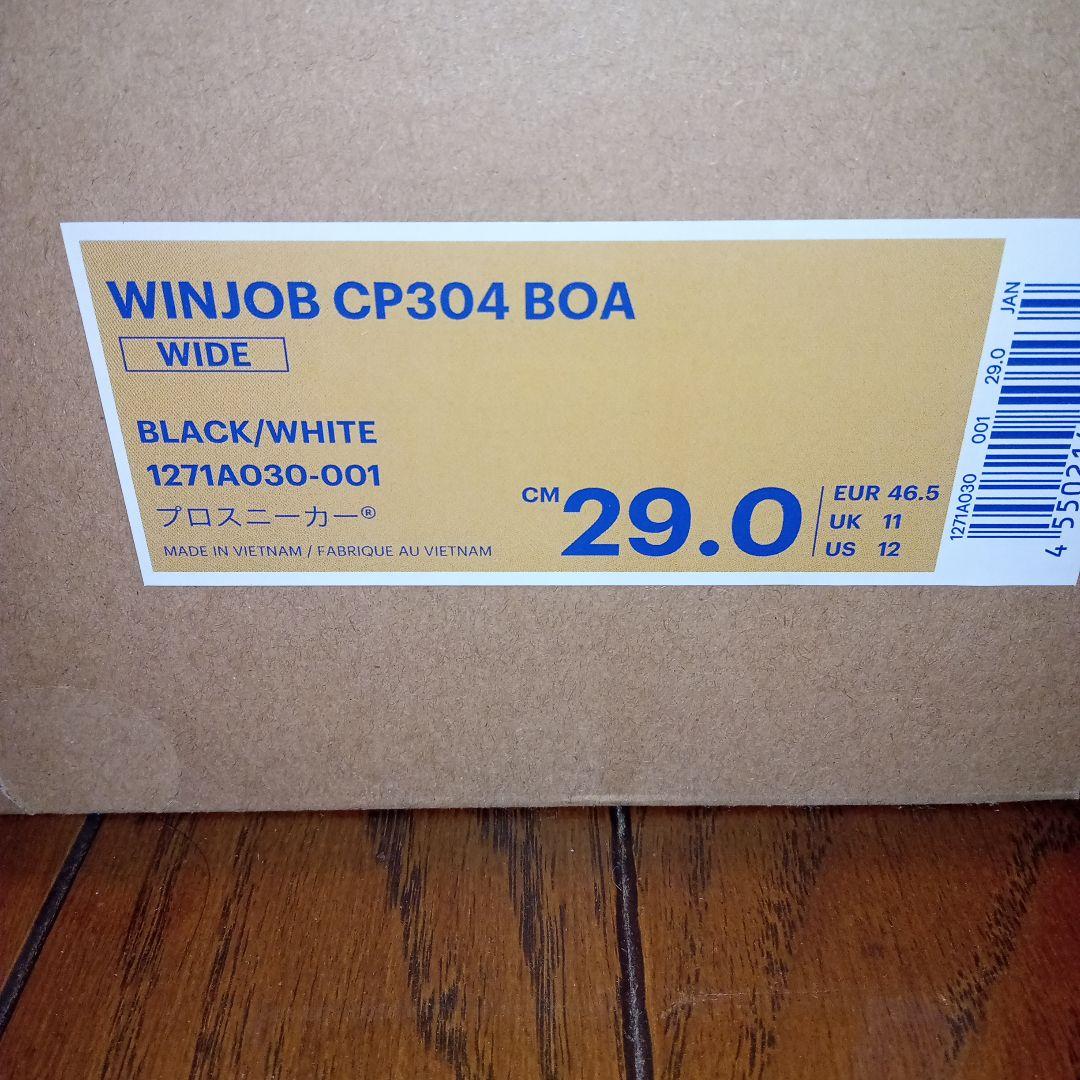 WINJOB CP304 BOA
WIDE
BLACK/WHITE
1271A030-001
プロスニーカー®
MADE IN VIETNAM / FABRIQUE AU VIETNAM
CM 29.0
EUR 46.5
UK 11
US 12
1271A030 001 29.0 JAN